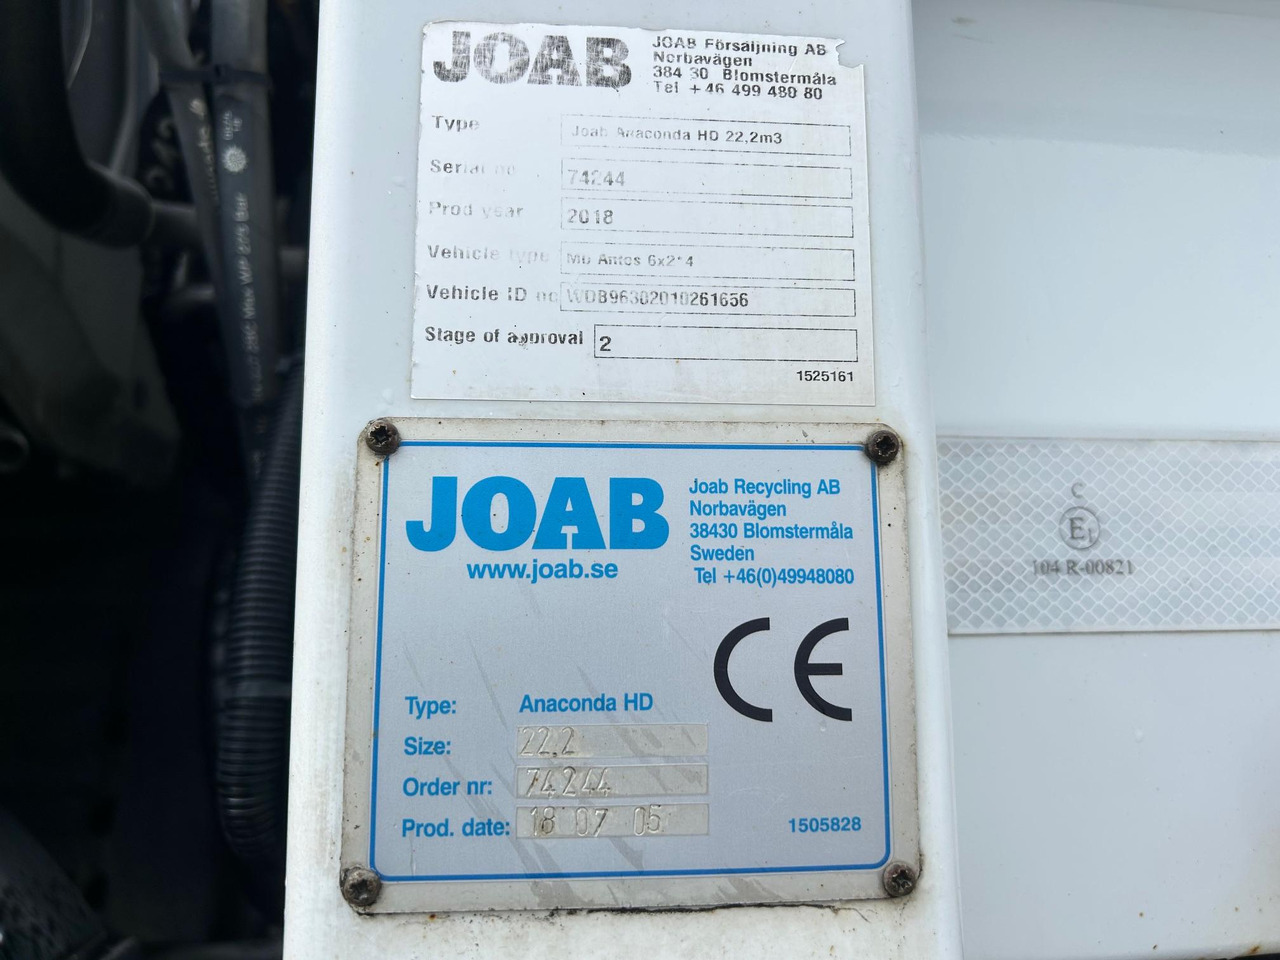 JOAB
JOAB Försäljning AB
Norbavägen
384 30 Blomstermåla
Tel +46 499 480 80
Type Joab Anaconda HD 22,2m3
Serial no 74244
Prod year 2018
Vehicle type Mb Antos 6x2*4
Vehicle ID no WDB96302010261656
Stage of approval 2
1525161
JOAB
www.joab.se
Joab Recycling AB
Norbavägen
38430 Blomstermåla
Sweden
Tel +46(0)49948080
CE
Type: Anaconda HD
Size: 22,2
Order nr: 74244
Prod. date: 18 07 05
1505828
C
E1
104 R-00821